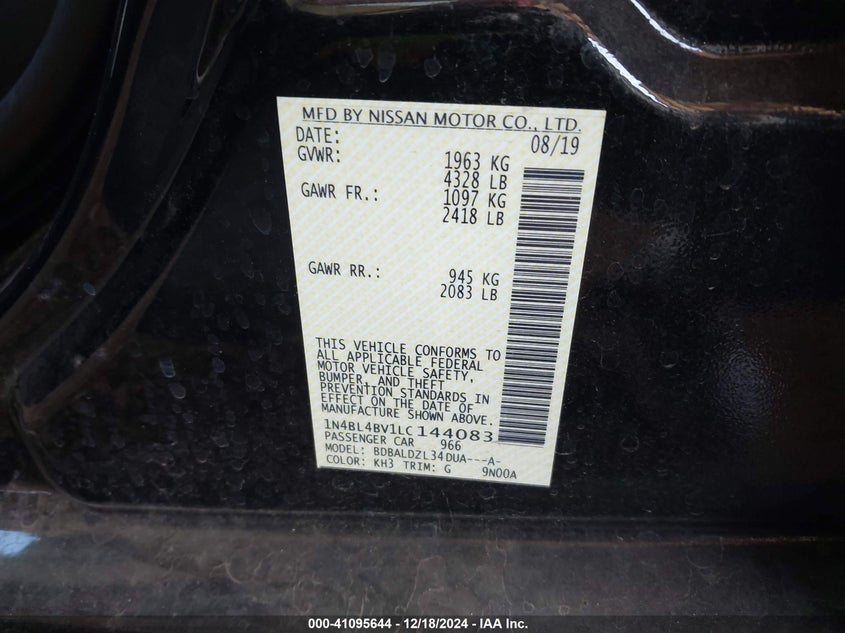 MFD BY NISSAN MOTOR CO., LTD.
DATE: 08/19
GVWR: 1963 KG
4328 LB
GAWR FR.: 1097 KG
2418 LB
GAWR RR.: 945 KG
2083 LB
THIS VEHICLE CONFORMS TO
ALL APPLICABLE FEDERAL
MOTOR VEHICLE SAFETY,
BUMPER, AND THEFT
PREVENTION STANDARDS IN
EFFECT ON THE DATE OF
MANUFACTURE SHOWN ABOVE.
1N4BL4BV1LC144083
PASSENGER CAR 966
MODEL: BDBALDZL34DUA---A-
COLOR: KH3 TRIM: G 9N00A
000-41095644 - 12/18/2024 - IAA Inc.